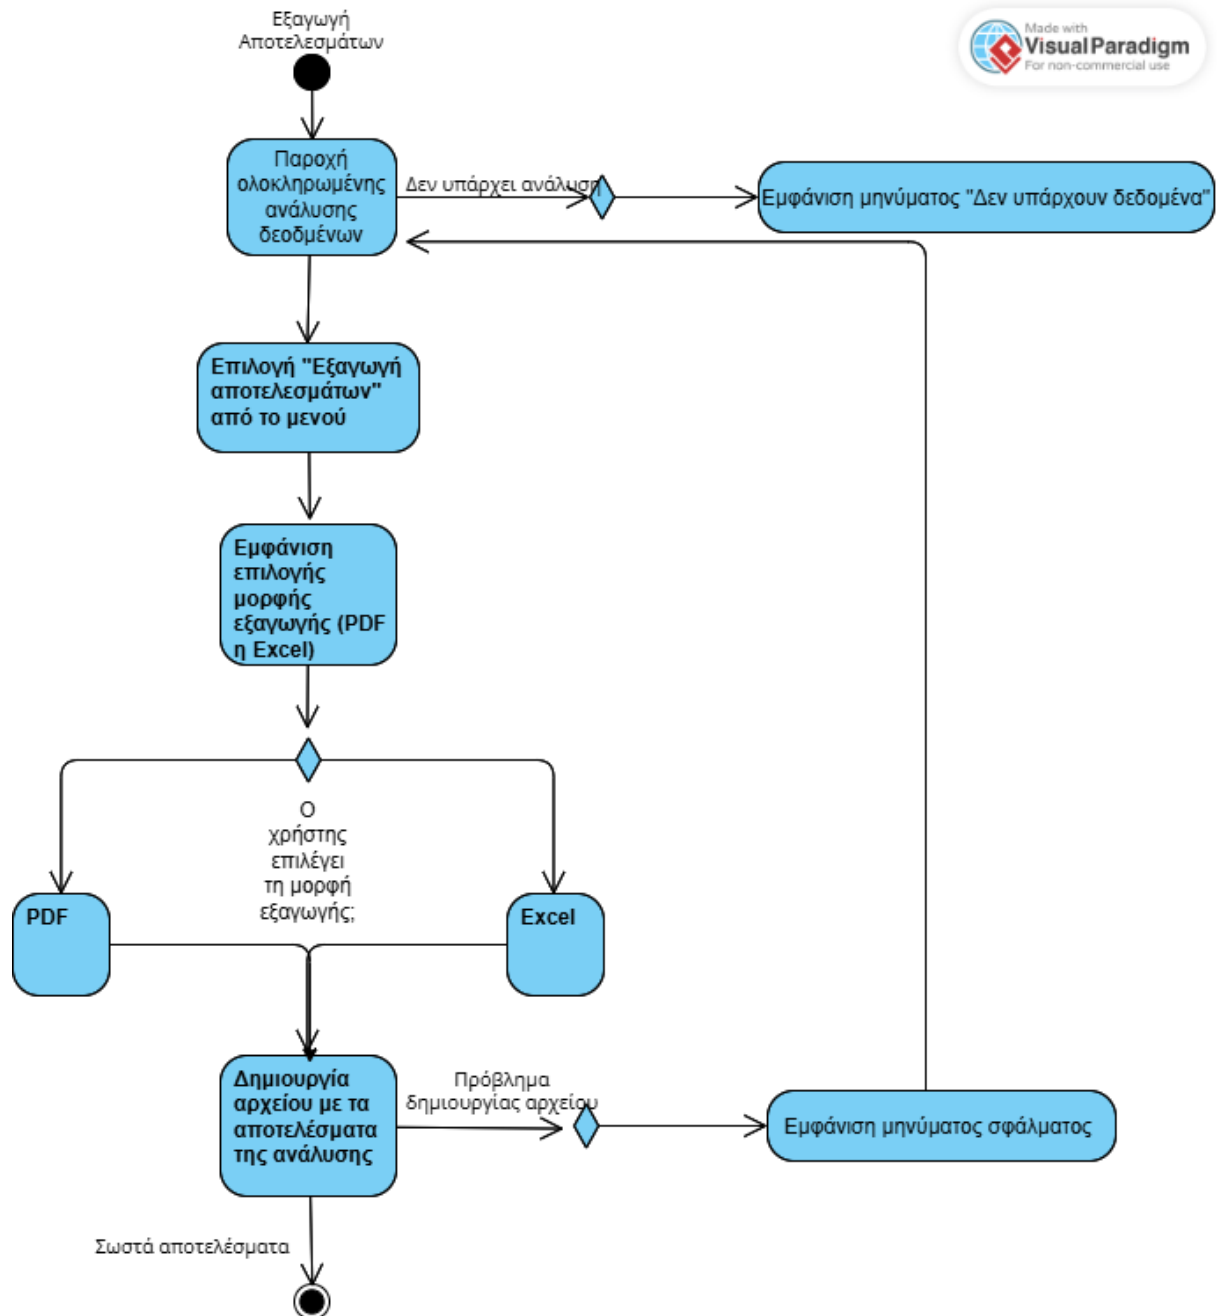 Εξαγωγή
Αποτελεσμάτων
Made with
Visual Paradigm
For non-commercial use
Παροχή
ολοκληρωμένης
ανάλυσης
δεοδμένων
Δεν υπάρχει ανάλυση
Εμφάνιση μηνύματος "Δεν υπάρχουν δεδομένα"
Επιλογή "Εξαγωγή
αποτελεσμάτων"
από το μενού
Εμφάνιση
επιλογής
μορφής
εξαγωγής (PDF
η Excel)
Ο
χρήστης
επιλέγει
τη μορφή
εξαγωγής;
PDF
Excel
Δημιουργία
αρχείου με τα
αποτελέσματα
της ανάλυσης
Πρόβλημα
δημιουργίας αρχείου
Εμφάνιση μηνύματος σφάλματος
Σωστά αποτελέσματα